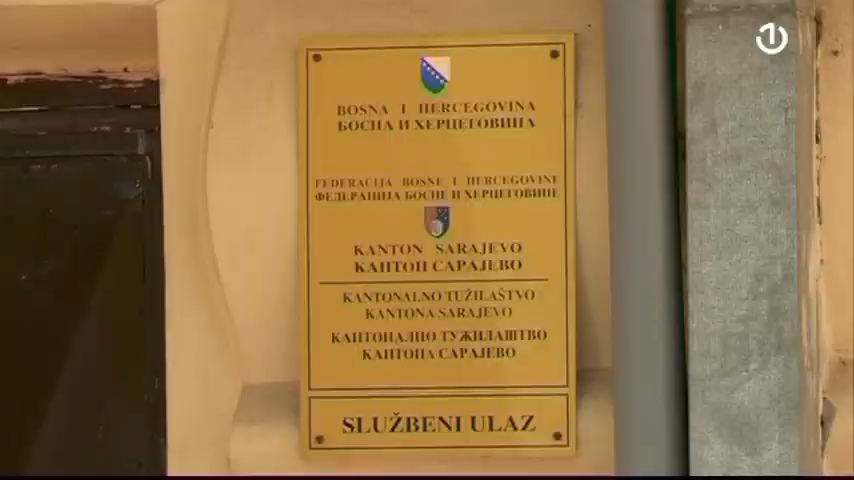 BOSNA I HERCEGOVINA
БОСНА И ХЕРЦЕГОВИНА
FEDERACIJA BOSNE I HERCEGOVINE
ФЕДЕРАЦИЈА БОСНЕ И ХЕРЦЕГОВИНЕ
KANTON SARAJEVO
КАНТОН САРАЈЕВО
KANTONALNO TUŽILAŠTVO
KANTONA SARAJEVO
КАНТОНАЛНО ТУЖИЛАШТВО
КАНТОНА САРАЈЕВО
SLUŽBENI ULAZ
1